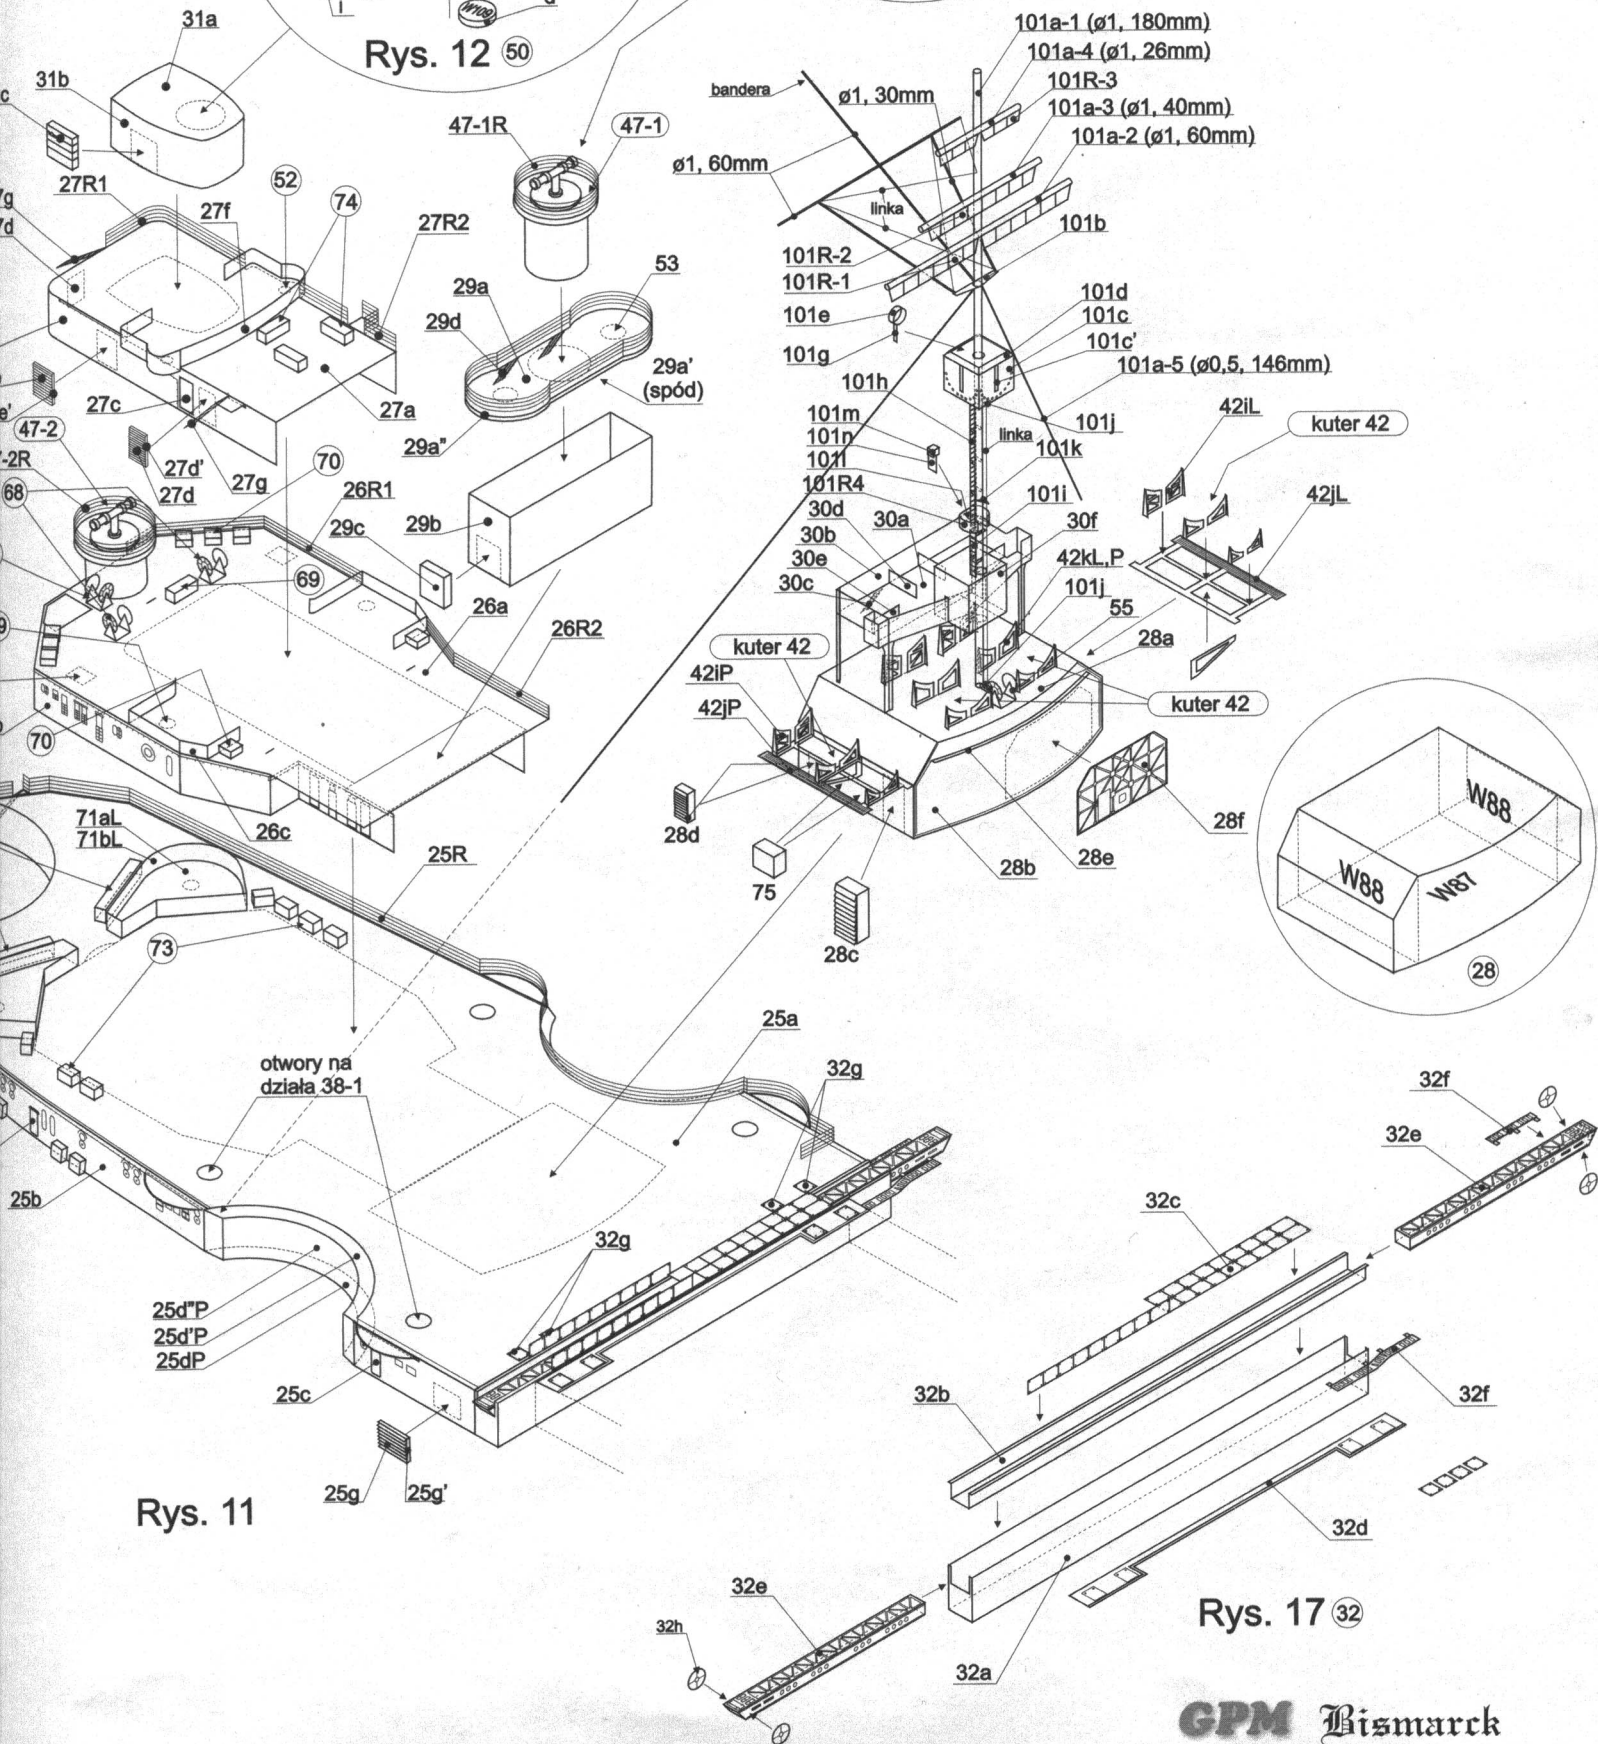 31a
i
W109
d
Rys. 12 50
31b
c
47-1R
47-1
bandera
ø1, 30mm
ø1, 60mm
101a-1 (ø1, 180mm)
101a-4 (ø1, 26mm)
101R-3
101a-3 (ø1, 40mm)
101a-2 (ø1, 60mm)
linka
27R1
52
27f
74
27R2
53
29a
29d
29a'
(spód)
29a"
27a
27c
47-2
27d'
27d
27g
70
68
26R1
29c
29b
69
26a
26R2
70
26c
101R-2
101R-1
101b
101e
101g
101d
101c
101c'
101a-5 (ø0,5, 146mm)
101h
101m
101n
101l
101R4
linka
101j
101k
101i
30d
30a
30f
30b
30e
30c
42kL,P
101j
55
28a
42iL
kuter 42
42jL
kuter 42
42iP
42jP
kuter 42
28d
75
28c
28b
28e
28f
W88
W88
W87
28
71aL
71bL
25R
73
25a
otwory na
działa 38-1
32g
25b
32g
25d"P
25d'P
25dP
25c
25g
25g'
Rys. 11
32f
32e
32c
32b
32f
32d
32e
32h
32a
Rys. 17 32
GPM Bismarck